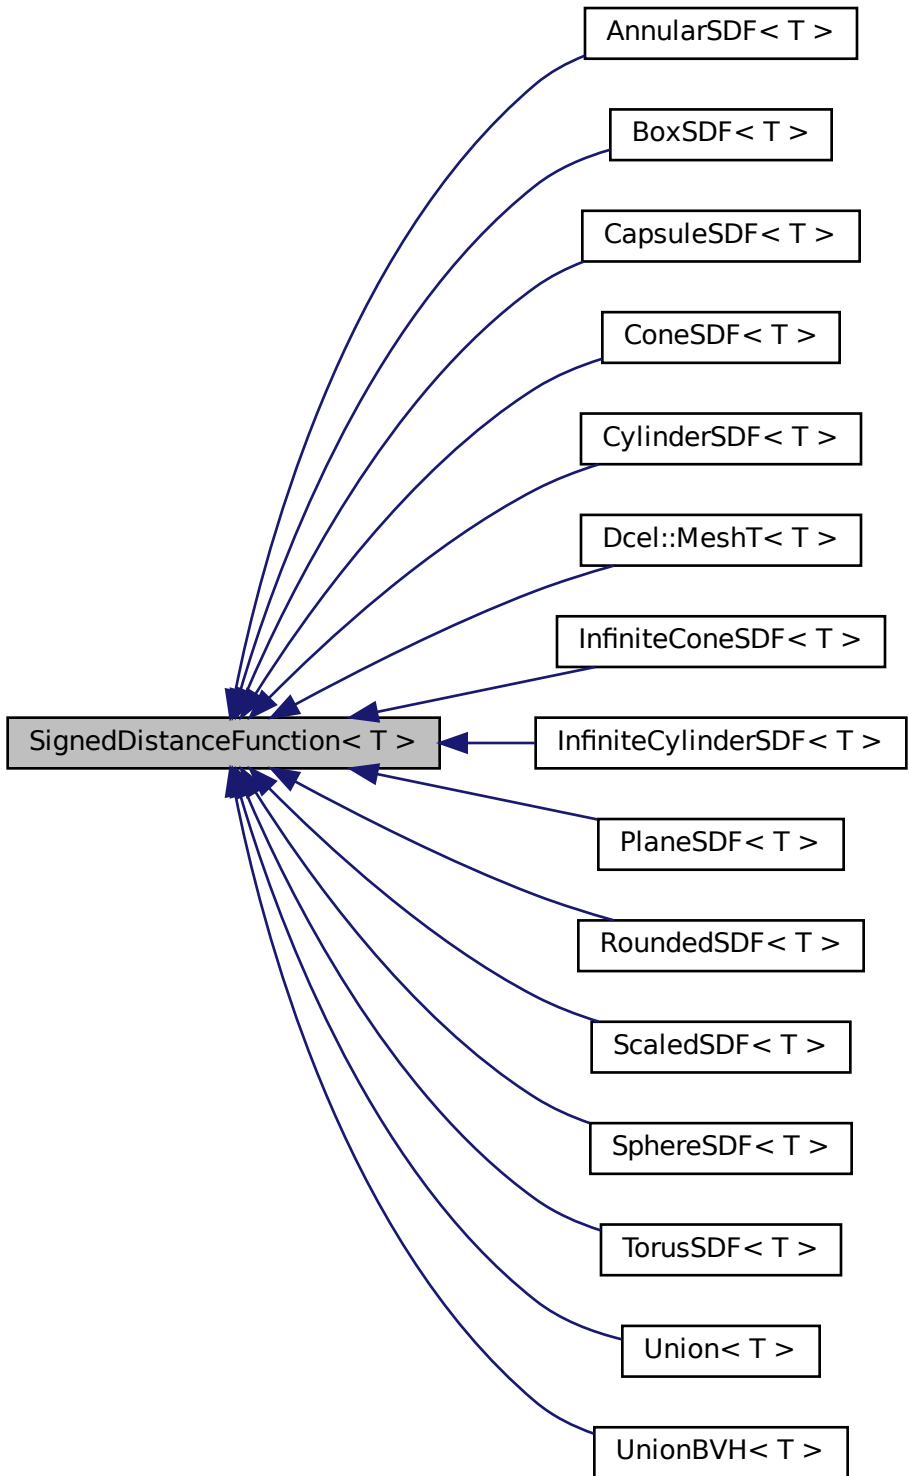 AnnularSDF< T >
BoxSDF< T >
CapsuleSDF< T >
ConeSDF< T >
CylinderSDF< T >
Dcel::MeshT< T >
InfiniteConeSDF< T >
SignedDistanceFunction< T >
InfiniteCylinderSDF< T >
PlaneSDF< T >
RoundedSDF< T >
ScaledSDF< T >
SphereSDF< T >
TorusSDF< T >
Union< T >
UnionBVH< T >